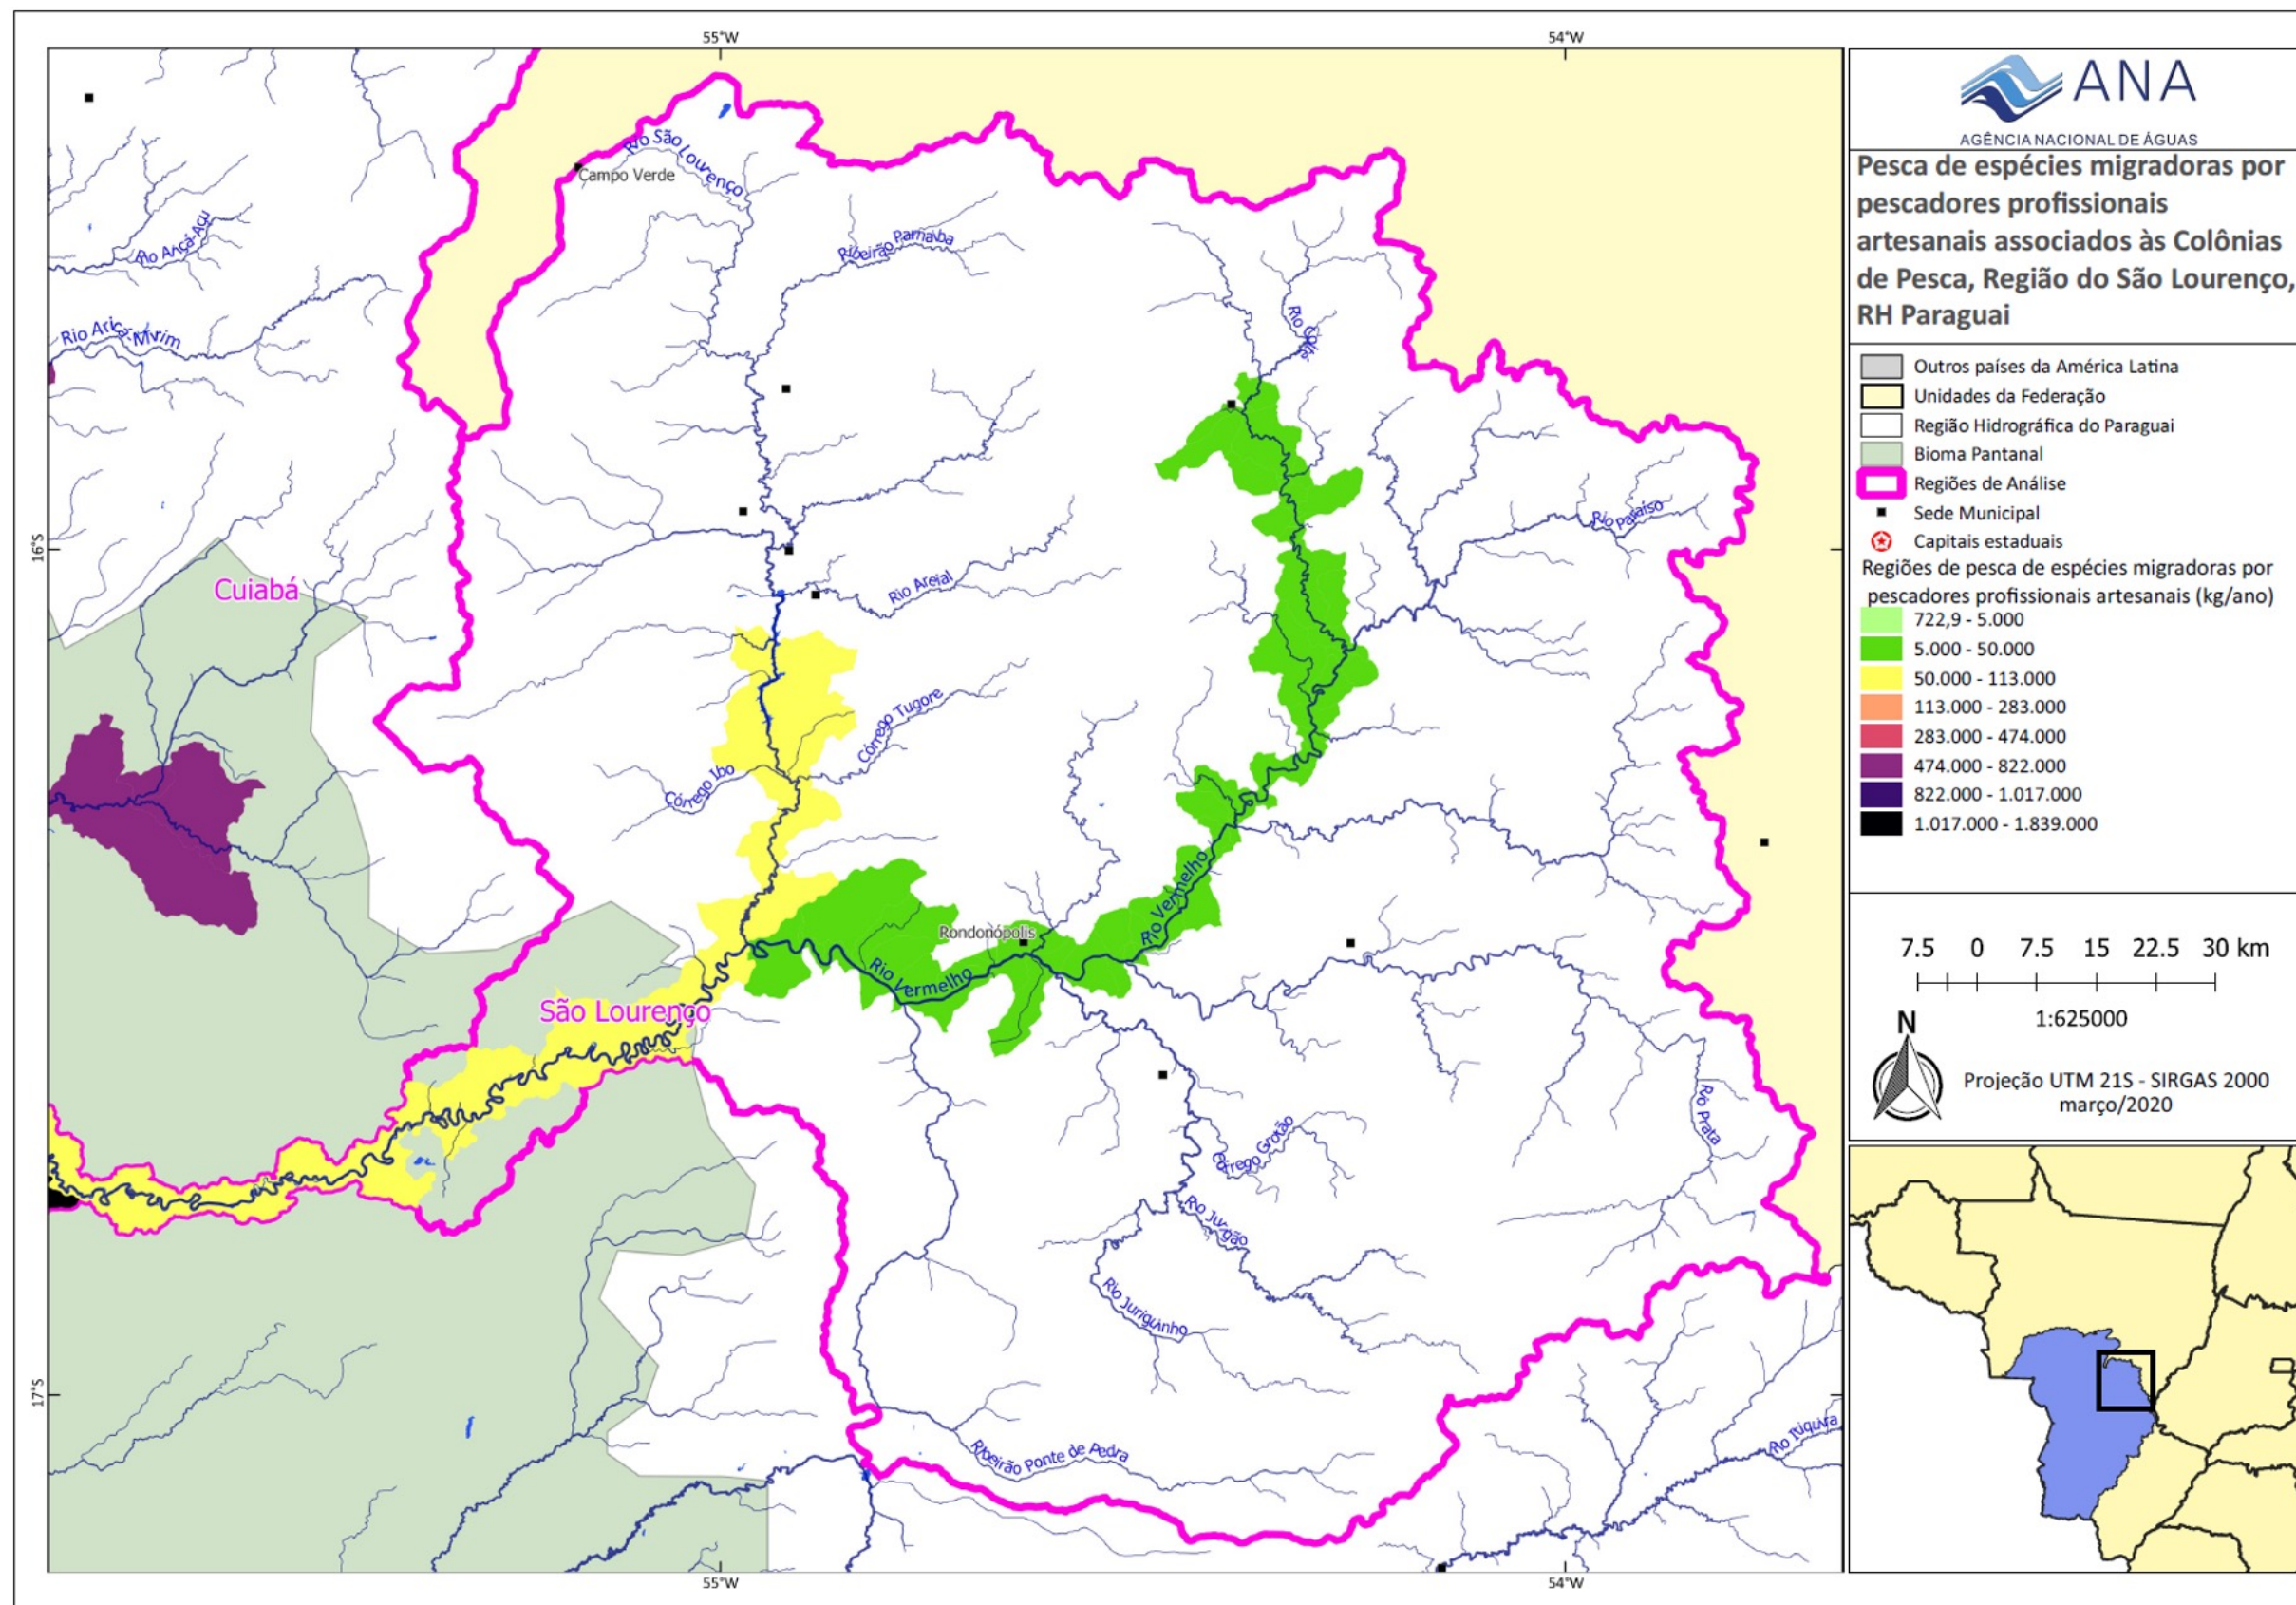 55°W
54°W
16°S
17°S
55°W
54°W
Rio São Lourenço
Campo Verde
Ribeirão Parnaíba
Rio Aricá-Açu
Rio Aricá-Mirim
Rio Coité
Rio Paraíso
Rio Areial
Cuiabá
Córrego Tugore
Córrego Ibo
Rio Vermelho
Rondonópolis
Rio Vermelho
São Lourenço
Rio Prata
Córrego Grotão
Rio Jurigão
Rio Juriguinho
Ribeirão Ponte de Pedra
Rio Itiquira
ANA
AGÊNCIA NACIONAL DE ÁGUAS
Pesca de espécies migradoras por
pescadores profissionais
artesanais associados às Colônias
de Pesca, Região do São Lourenço,
RH Paraguai
Outros países da América Latina
Unidades da Federação
Região Hidrográfica do Paraguai
Bioma Pantanal
Regiões de Análise
Sede Municipal
Capitais estaduais
Regiões de pesca de espécies migradoras por
pescadores profissionais artesanais (kg/ano)
722,9 - 5.000
5.000 - 50.000
50.000 - 113.000
113.000 - 283.000
283.000 - 474.000
474.000 - 822.000
822.000 - 1.017.000
1.017.000 - 1.839.000
7.5 0 7.5 15 22.5 30 km
1:625000
N
Projeção UTM 21S - SIRGAS 2000
março/2020